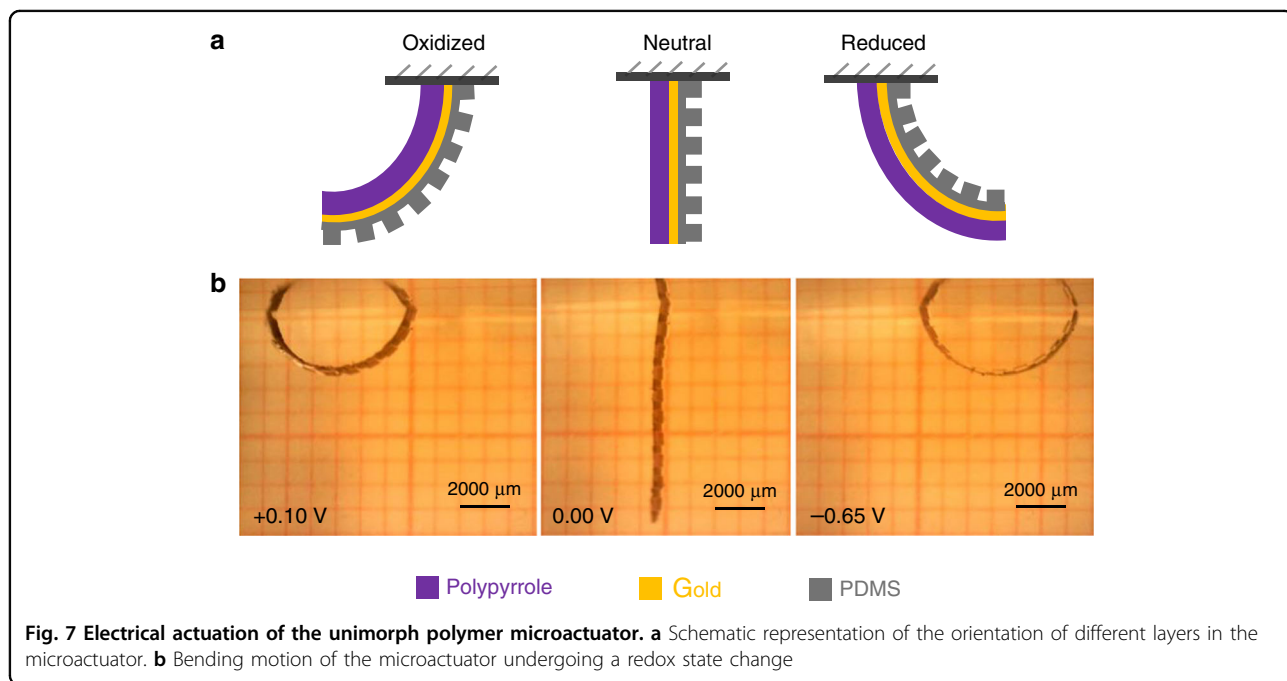 a
Oxidized
Neutral
Reduced
b
+0.10 V
2000 μm
0.00 V
2000 μm
−0.65 V
2000 μm
Polypyrrole
Gold
PDMS
Fig. 7 Electrical actuation of the unimorph polymer microactuator. a Schematic representation of the orientation of different layers in the
microactuator. b Bending motion of the microactuator undergoing a redox state change